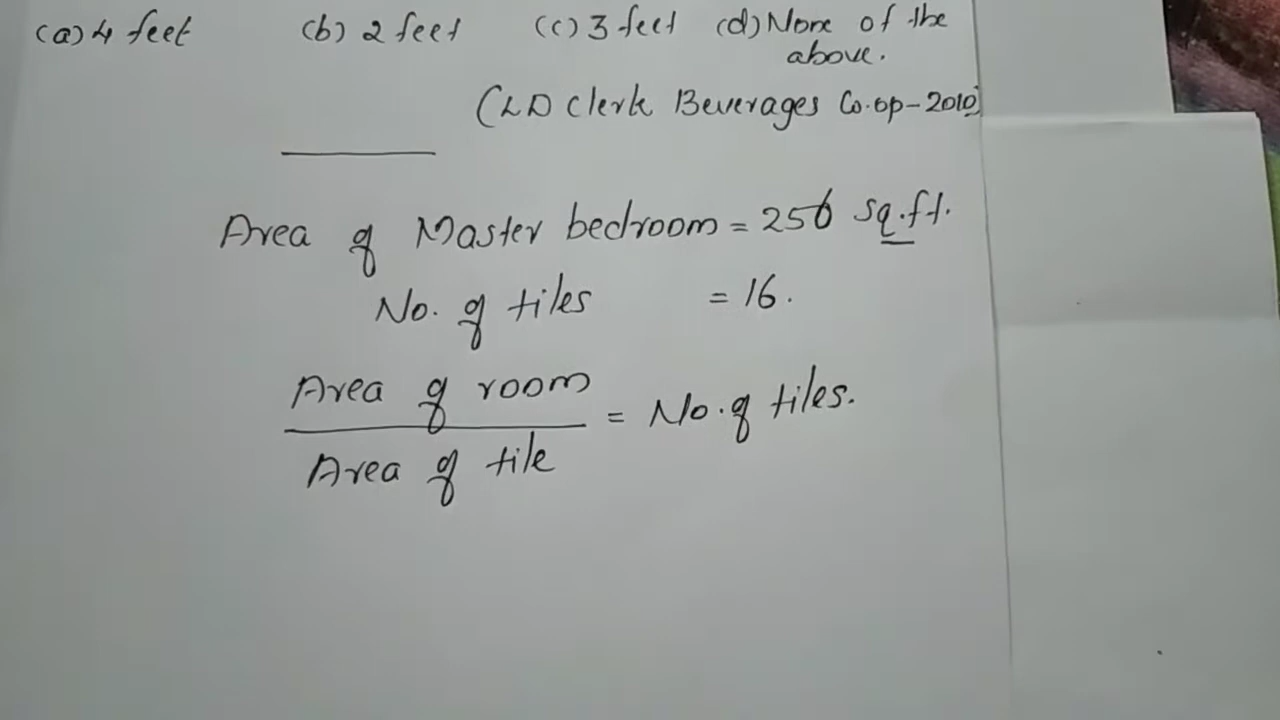 (a) 4 feet (b) 2 feet (c) 3 feet (d) None of the
above.
(LD Clerk Beverages Co.op-2010)
Area of Master bedroom = 256 sq.ft.
No. of tiles = 16.
Area of room
= No. of tiles.
Area of tile